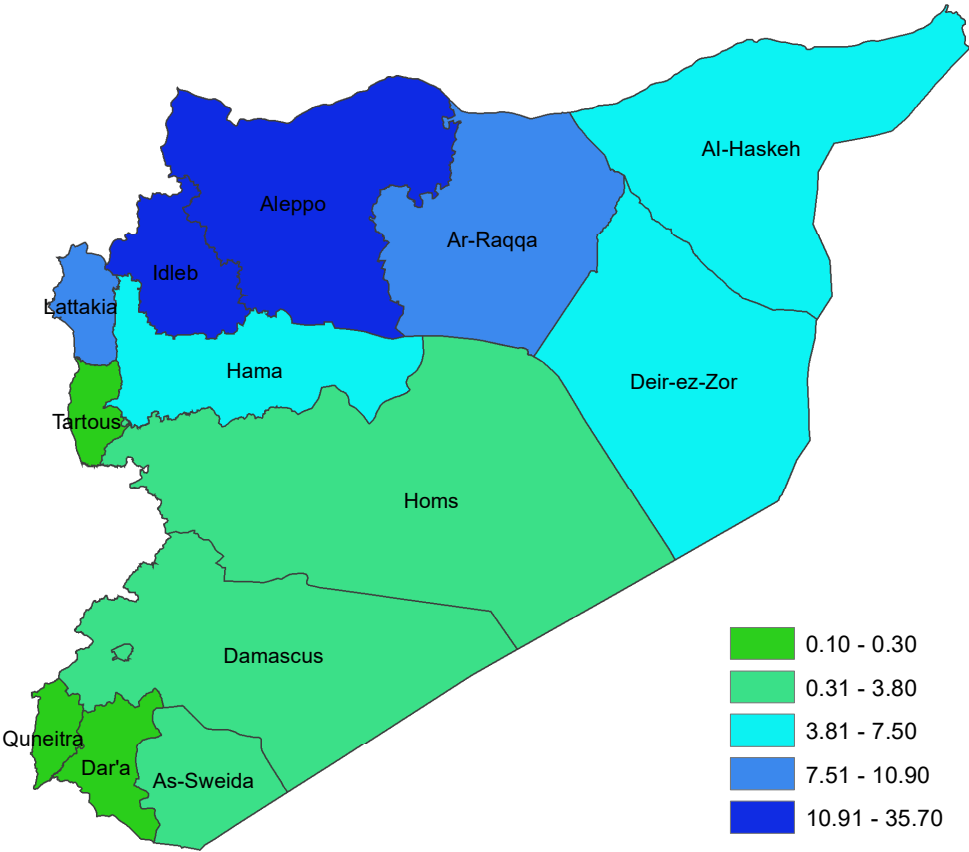 Al-Haskeh
Aleppo
Ar-Raqqa
Idleb
Lattakia
Hama
Deir-ez-Zor
Tartous
Homs
Damascus
Quneitra
Dar'a
As-Sweida
0.10 - 0.30
0.31 - 3.80
3.81 - 7.50
7.51 - 10.90
10.91 - 35.70